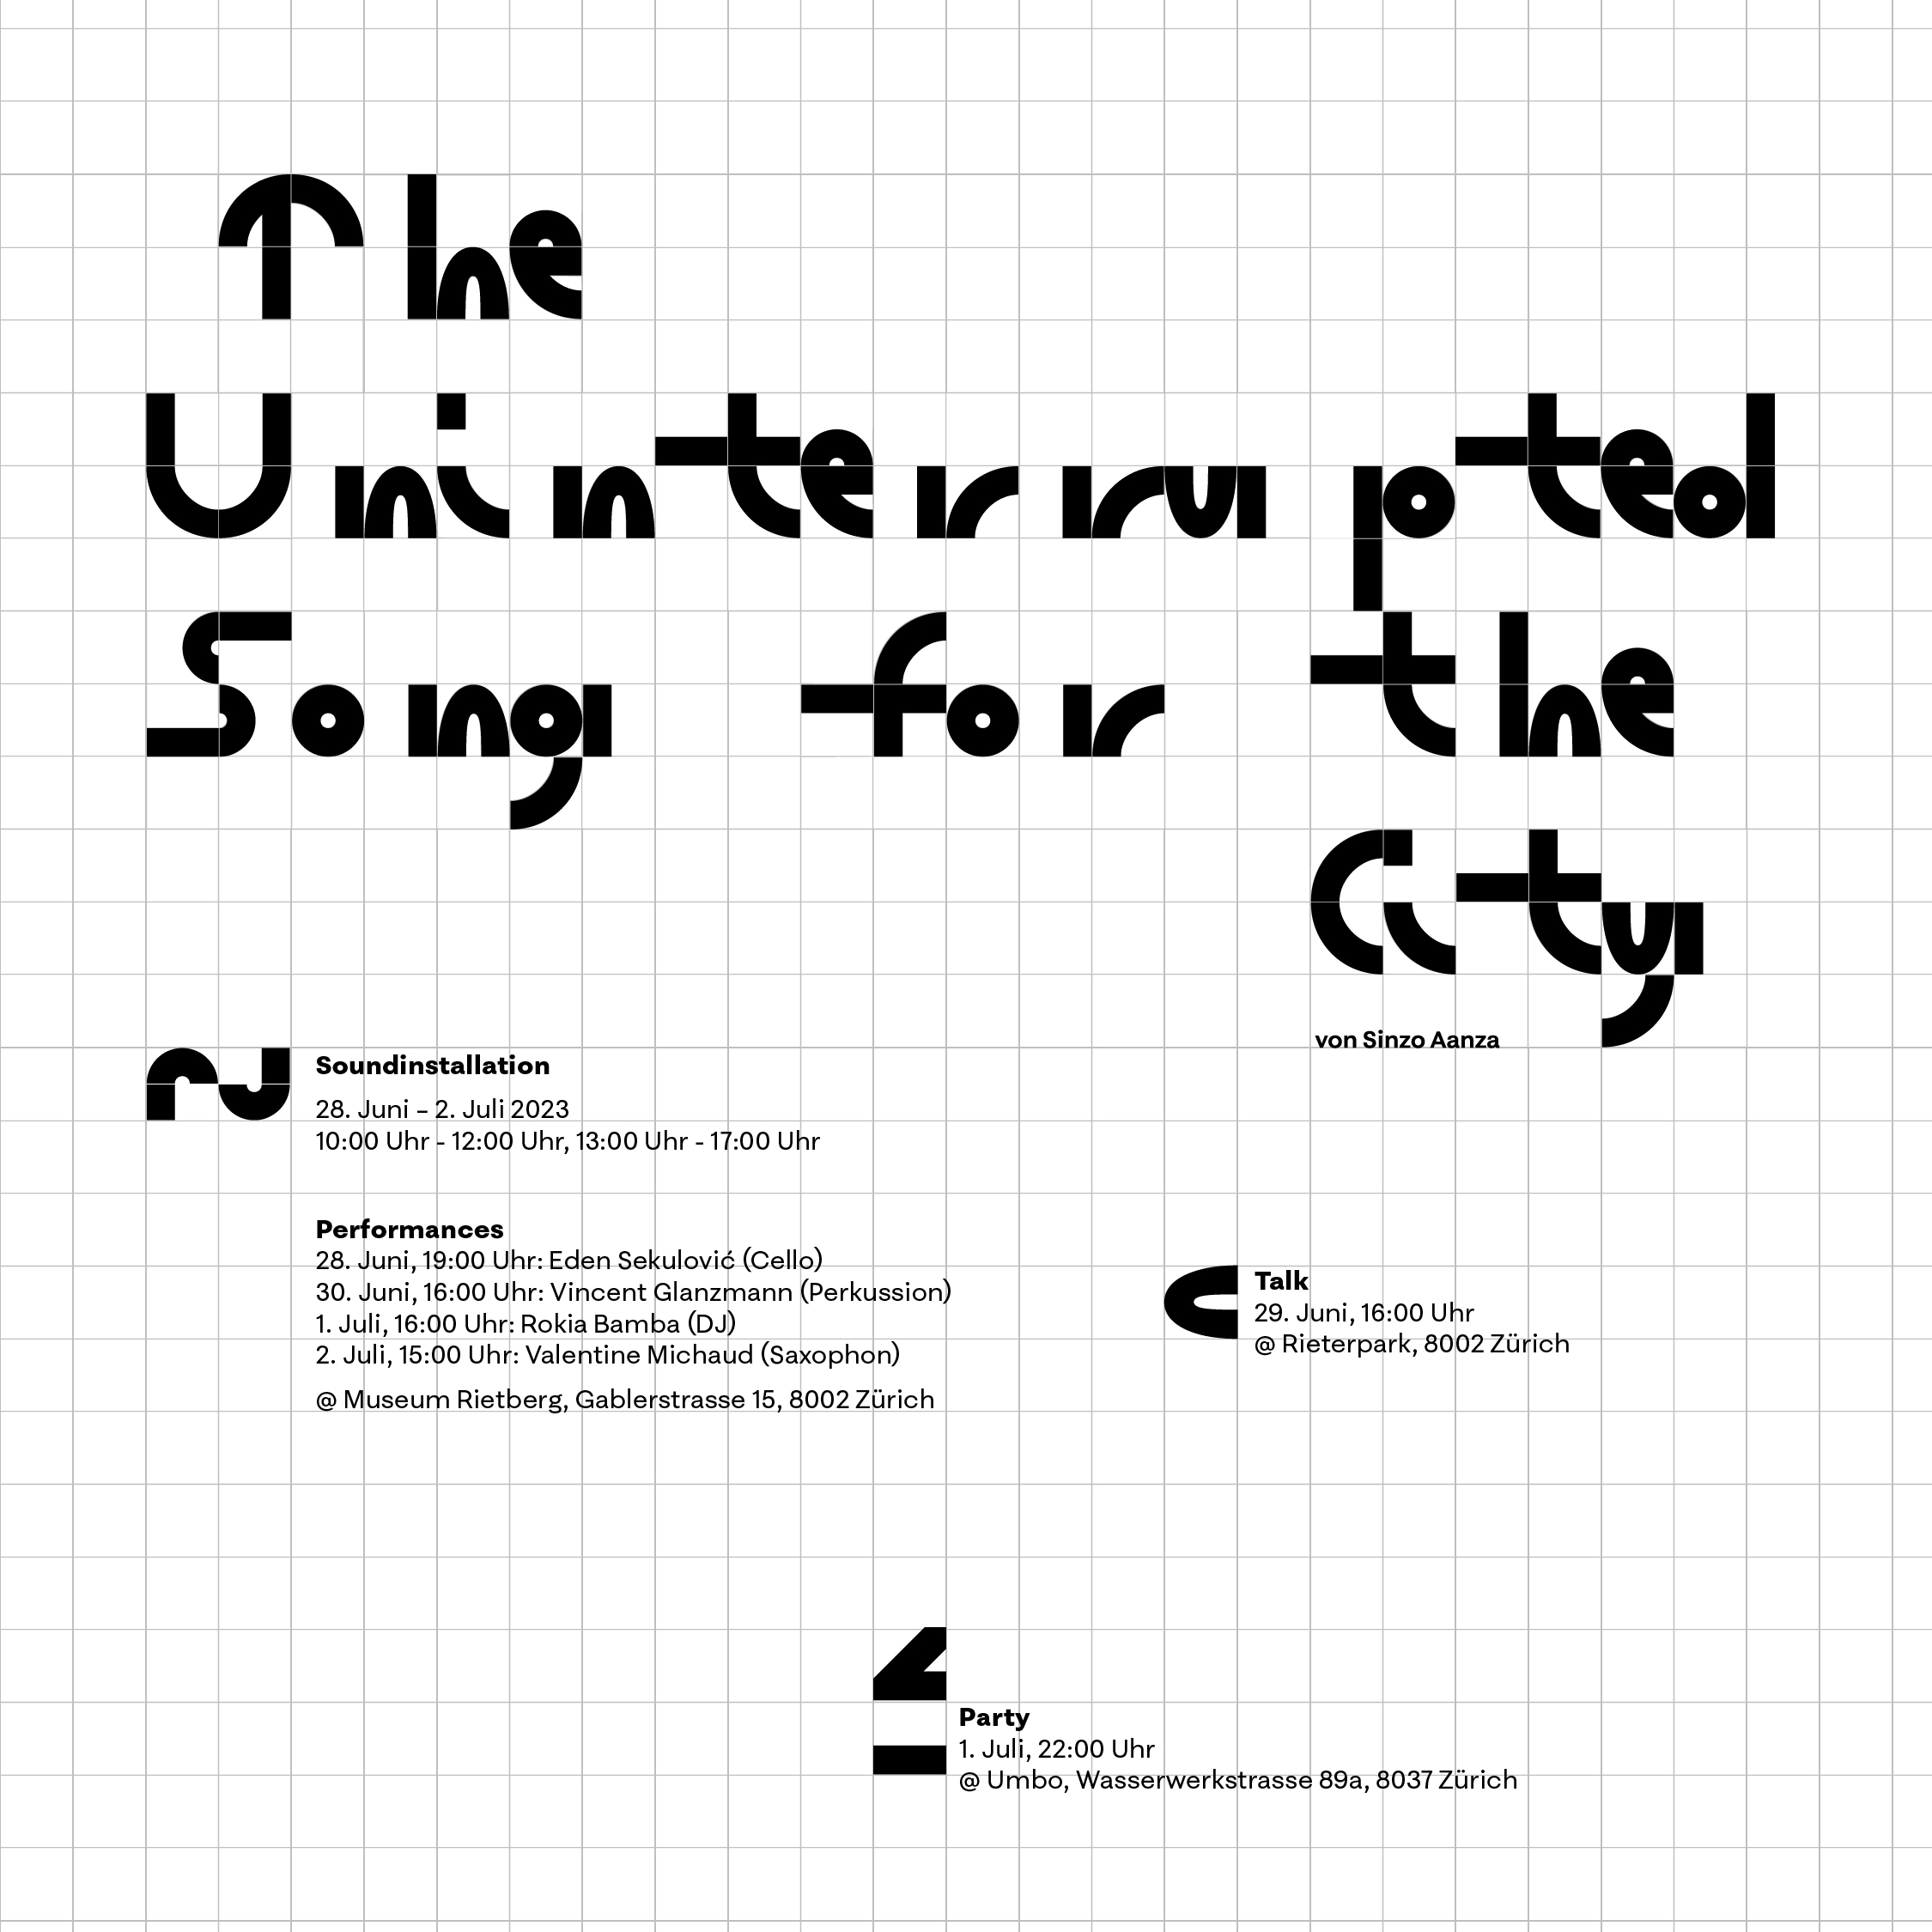 The
Uninterrupted
Song for the
City
von Sinzo Aanza
Soundinstallation
28. Juni – 2. Juli 2023
10:00 Uhr - 12:00 Uhr, 13:00 Uhr - 17:00 Uhr
Performances
28. Juni, 19:00 Uhr: Eden Sekulović (Cello)
30. Juni, 16:00 Uhr: Vincent Glanzmann (Perkussion)
1. Juli, 16:00 Uhr: Rokia Bamba (DJ)
2. Juli, 15:00 Uhr: Valentine Michaud (Saxophon)
@ Museum Rietberg, Gablerstrasse 15, 8002 Zürich
Talk
29. Juni, 16:00 Uhr
@ Rieterpark, 8002 Zürich
Party
1. Juli, 22:00 Uhr
@ Umbo, Wasserwerkstrasse 89a, 8037 Zürich